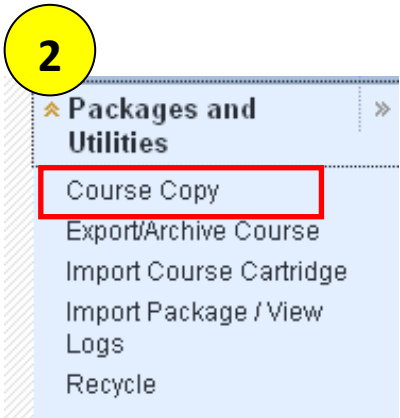 2
Packages and
Utilities
Course Copy
Export/Archive Course
Import Course Cartridge
Import Package / View
Logs
Recycle